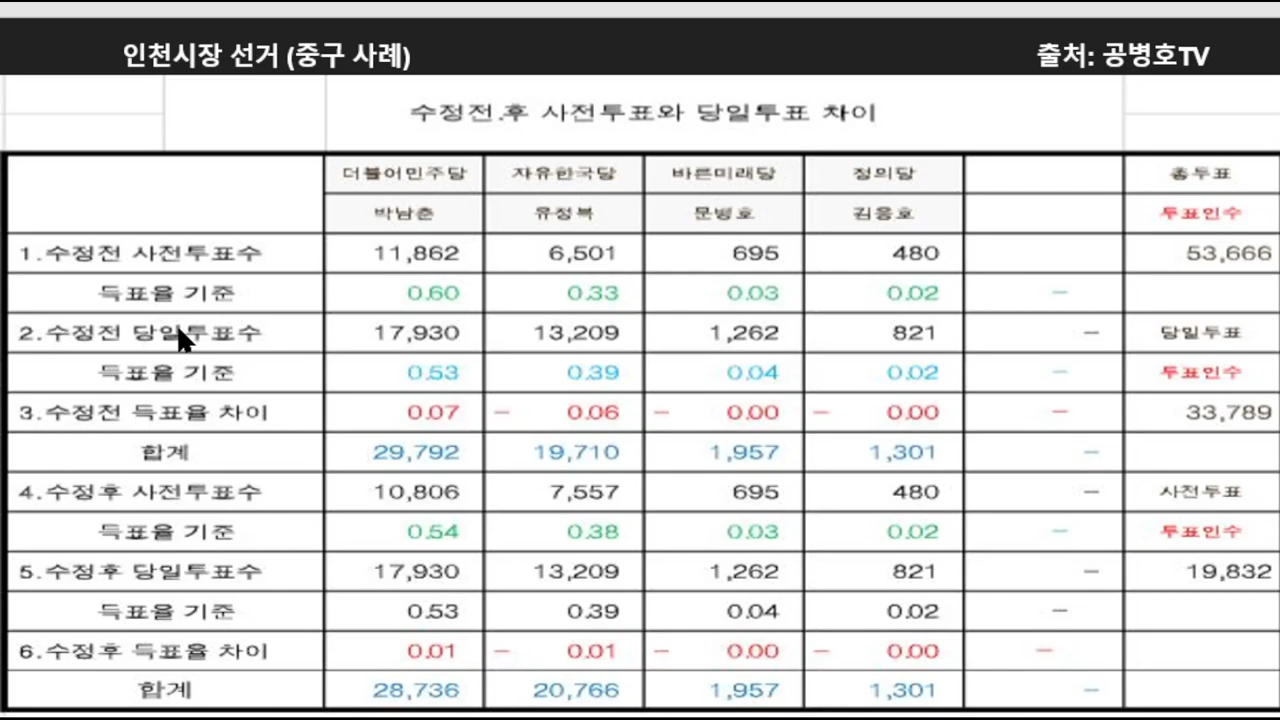 인천시장 선거 (중구 사례) 출처: 공병호TV
수정전.후 사전투표와 당일투표 차이
더불어민주당 자유한국당 바른미래당 정의당 총투표
박남춘 유정복 문병호 김응호 투표인수
1.수정전 사전투표수 11,862 6,501 695 480 53,666
득표율 기준 0.60 0.33 0.03 0.02 –
2.수정전 당일투표수 17,930 13,209 1,262 821 – 당일투표
득표율 기준 0.53 0.39 0.04 0.02 – 투표인수
3.수정전 득표율 차이 0.07 – 0.06 – 0.00 – 0.00 – 33,789
합계 29,792 19,710 1,957 1,301 –
4.수정후 사전투표수 10,806 7,557 695 480 – 사전투표
득표율 기준 0.54 0.38 0.03 0.02 – 투표인수
5.수정후 당일투표수 17,930 13,209 1,262 821 – 19,832
득표율 기준 0.53 0.39 0.04 0.02 –
6.수정후 득표율 차이 0.01 – 0.01 – 0.00 – 0.00 –
합계 28,736 20,766 1,957 1,301 –